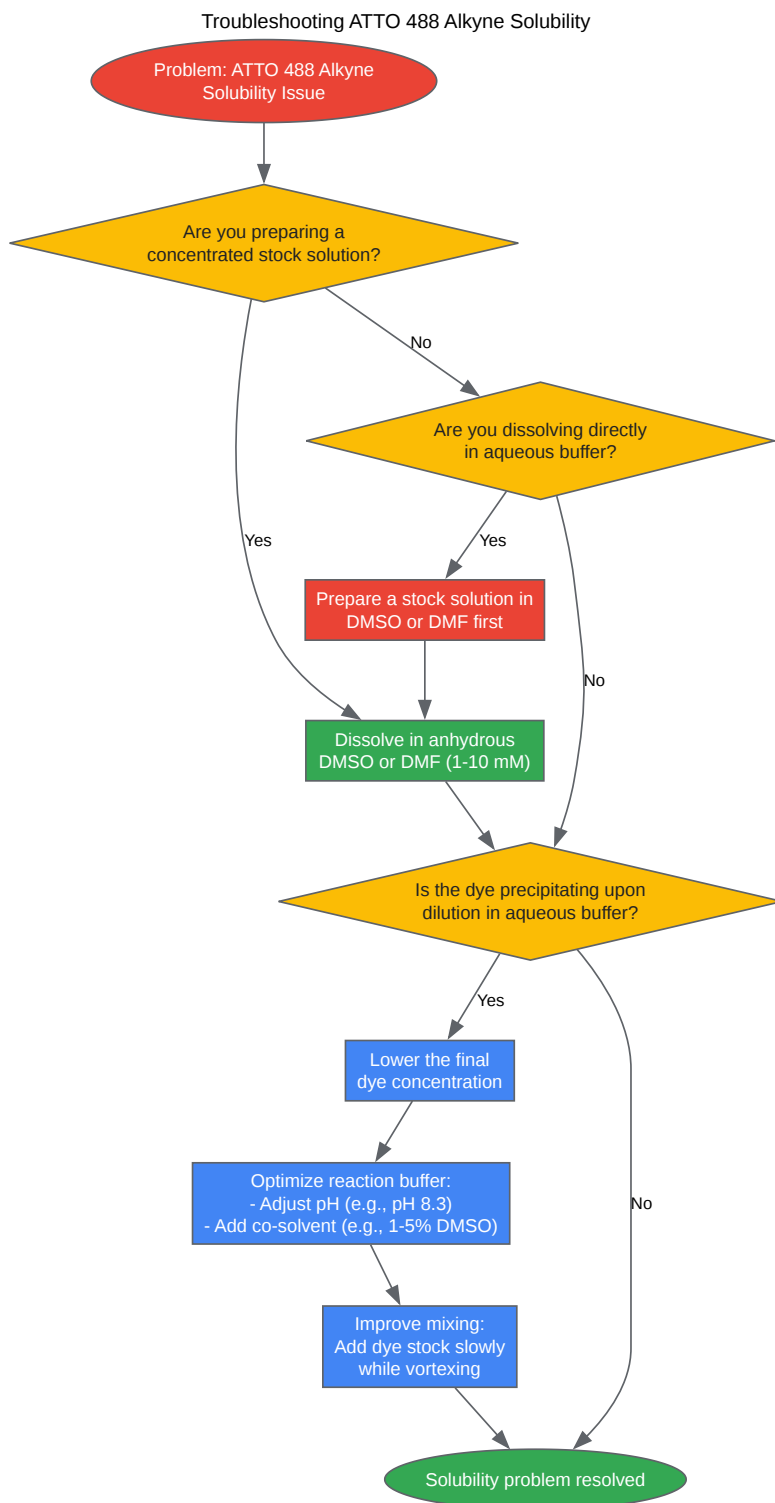 Troubleshooting ATTO 488 Alkyne Solubility
Problem: ATTO 488 Alkyne
Solubility Issue
Are you preparing a
concentrated stock solution?
No
Are you dissolving directly
in aqueous buffer?
Yes
Yes
Prepare a stock solution in
DMSO or DMF first
No
Dissolve in anhydrous
DMSO or DMF (1-10 mM)
Is the dye precipitating upon
dilution in aqueous buffer?
Yes
Lower the final
dye concentration
Optimize reaction buffer:
- Adjust pH (e.g., pH 8.3)
- Add co-solvent (e.g., 1-5% DMSO)
No
Improve mixing:
Add dye stock slowly
while vortexing
Solubility problem resolved